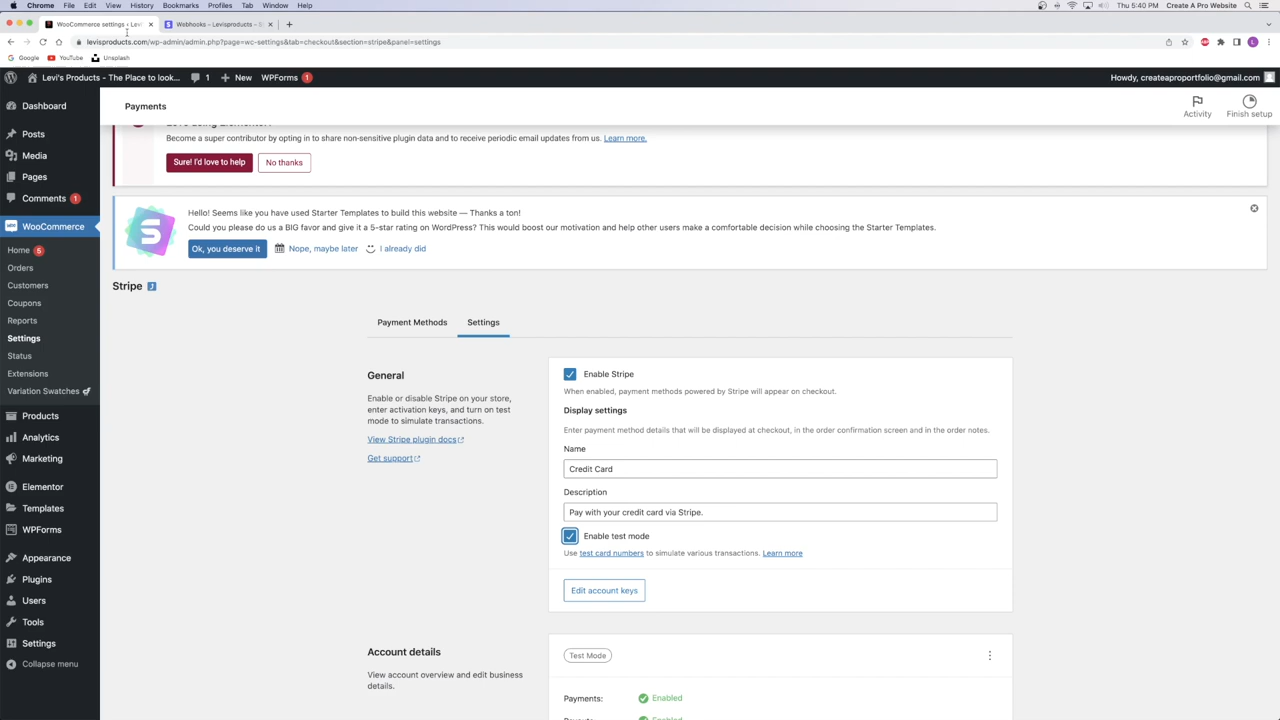 Chrome File Edit View History Bookmarks Profiles Tab Window Help
Thu 5:40 PM Create A Pro Website
WooCommerce settings ‹ Levi
Webhooks – Levisproducts – S
levisproducts.com/wp-admin/admin.php?page=wc-settings&tab=checkout&section=stripe&panel=settings
Google YouTube Unsplash
Levi's Products - The Place to look... 1 New WPForms 1
Howdy, createaproportfolio@gmail.com
Dashboard
Posts
Media
Pages
Comments 1
WooCommerce
Home 5
Orders
Customers
Coupons
Reports
Settings
Status
Extensions
Variation Swatches
Products
Analytics
Marketing
Elementor
Templates
WPForms
Appearance
Plugins
Users
Tools
Settings
Collapse menu
Payments
Activity
Finish setup
Become a super contributor by opting in to share non-sensitive plugin data and to receive periodic email updates from us. Learn more.
Sure! I'd love to help
No thanks
Hello! Seems like you have used Starter Templates to build this website — Thanks a ton!
Could you please do us a BIG favor and give it a 5-star rating on WordPress? This would boost our motivation and help other users make a comfortable decision while choosing the Starter Templates.
Ok, you deserve it
Nope, maybe later
I already did
Stripe
Payment Methods
Settings
General
Enable or disable Stripe on your store,
enter activation keys, and turn on test
mode to simulate transactions.
View Stripe plugin docs
Get support
Enable Stripe
When enabled, payment methods powered by Stripe will appear on checkout.
Display settings
Enter payment method details that will be displayed at checkout, in the order confirmation screen and in the order notes.
Name
Credit Card
Description
Pay with your credit card via Stripe.
Enable test mode
Use test card numbers to simulate various transactions. Learn more
Edit account keys
Account details
View account overview and edit business
details.
Test Mode
Payments: Enabled